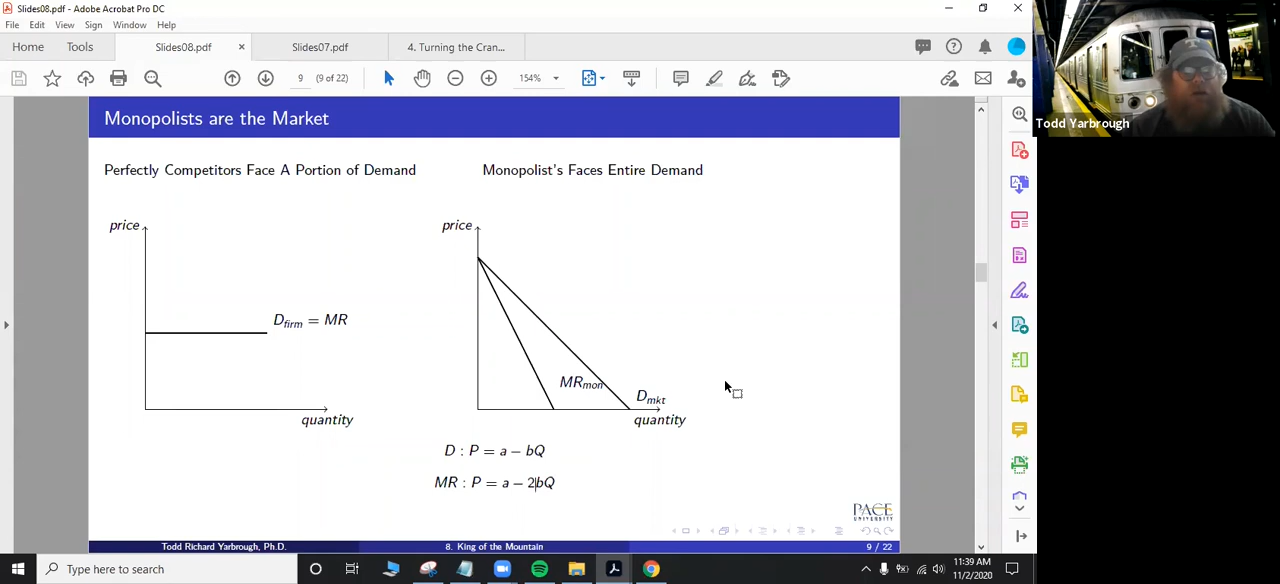 Slides08.pdf - Adobe Acrobat Pro DC
File Edit View Sign Window Help
Home Tools Slides08.pdf × Slides07.pdf 4. Turning the Cran...
9 (9 of 22) 154%
Monopolists are the Market
Perfectly Competitors Face A Portion of Demand
Monopolist's Faces Entire Demand
price
D_firm = MR
quantity
price
MR_mon
D_mkt
quantity
D : P = a − bQ
MR : P = a − 2bQ
PACE
UNIVERSITY
Todd Richard Yarbrough, Ph.D. 8. King of the Mountain 9 / 22
Todd Yarbrough
Type here to search
11:39 AM
11/2/2020